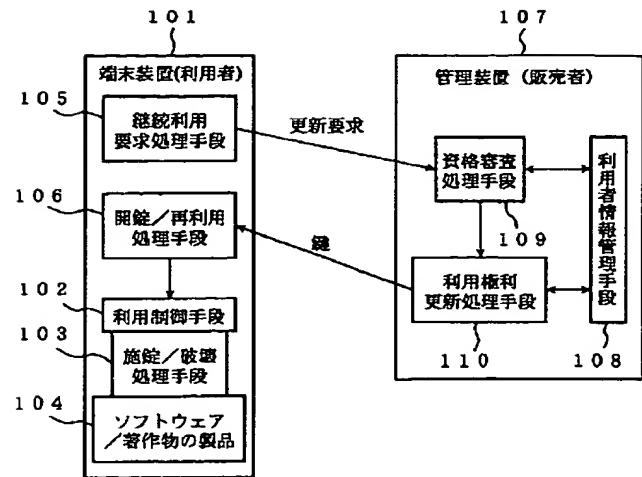 101
107
端末装置(利用者)
管理装置(販売者)
105
継続利用
要求処理手段
更新要求
資格審査
処理手段
利用者情報管理手段
106
109
開錠/再利用
処理手段
鍵
利用権利
更新処理手段
102
利用制御手段
110
108
103
施錠/破壊
処理手段
104
ソフトウェア
/著作物の製品